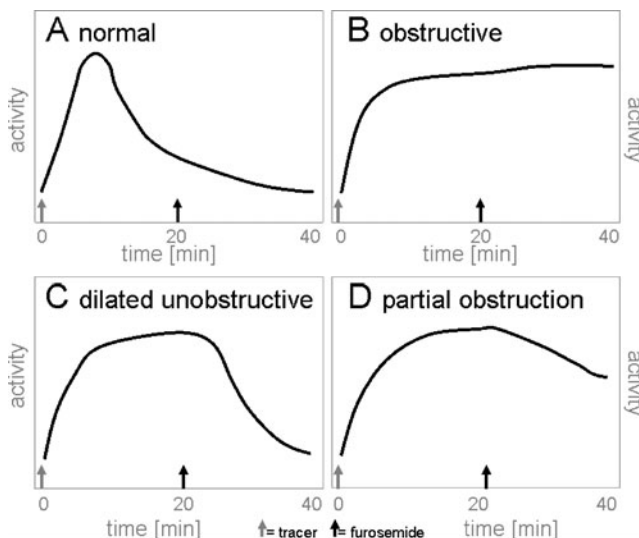 A normal
activity
0 20 40
time [min]
B obstructive
activity
0 20 40
time [min]
C dilated unobstructive
activity
0 20 40
time [min]
D partial obstruction
activity
0 20 40
time [min]
= tracer = furosemide